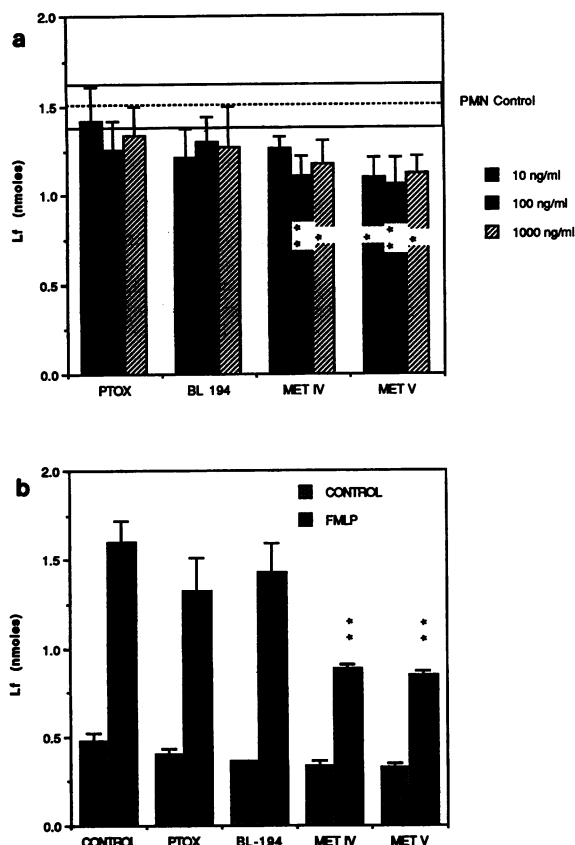 a
2.0
1.5
1.0
0.5
0.0
Lf (nmoles)
PMN Control
10 ng/ml
100 ng/ml
1000 ng/ml
* * * * * * *
PTOX BL 194 MET IV MET V
b
2.0
1.5
1.0
0.5
0.0
Lf (nmoles)
CONTROL
FMLP
* *
* *
CONTROL PTOX BL-194 MET IV MET V